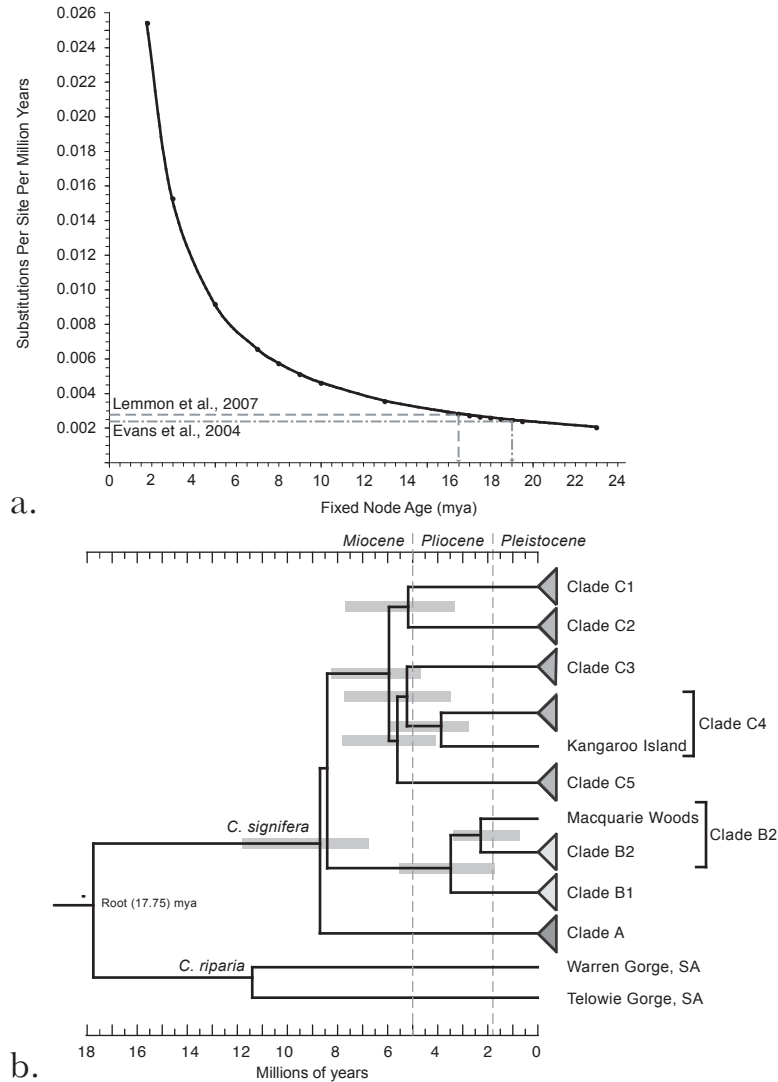 0.026
0.024
0.022
0.020
0.018
0.016
0.014
0.012
0.010
0.008
0.006
0.004
0.002
Substitutions Per Site Per Million Years
Lemmon et al., 2007
Evans et al., 2004
0 2 4 6 8 10 12 14 16 18 20 22 24
Fixed Node Age (mya)
a.
Miocene Pliocene Pleistocene
Clade C1
Clade C2
Clade C3
Clade C4
Kangaroo Island
Clade C5
Macquarie Woods
Clade B2
C. signifera
Clade B2
Clade B1
Root (17.75) mya
Clade A
C. riparia
Warren Gorge, SA
Telowie Gorge, SA
18 16 14 12 10 8 6 4 2 0
Millions of years
b.